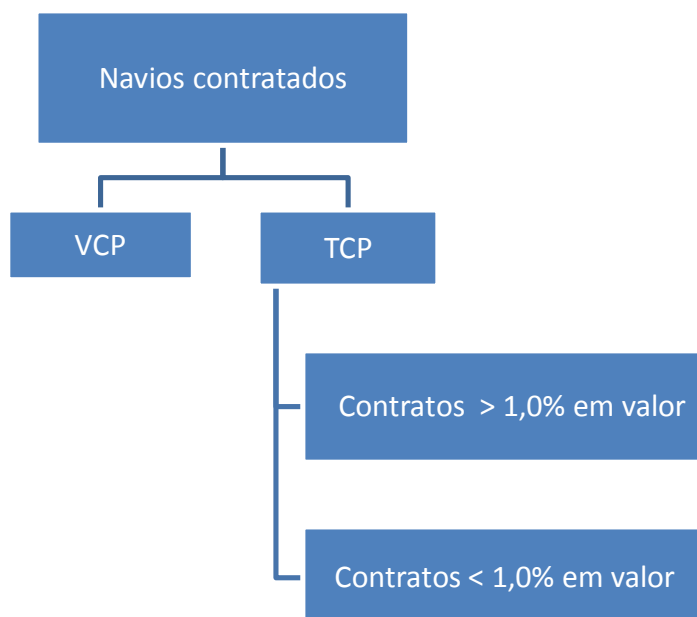 Navios contratados
VCP
TCP
Contratos > 1,0% em valor
Contratos < 1,0% em valor